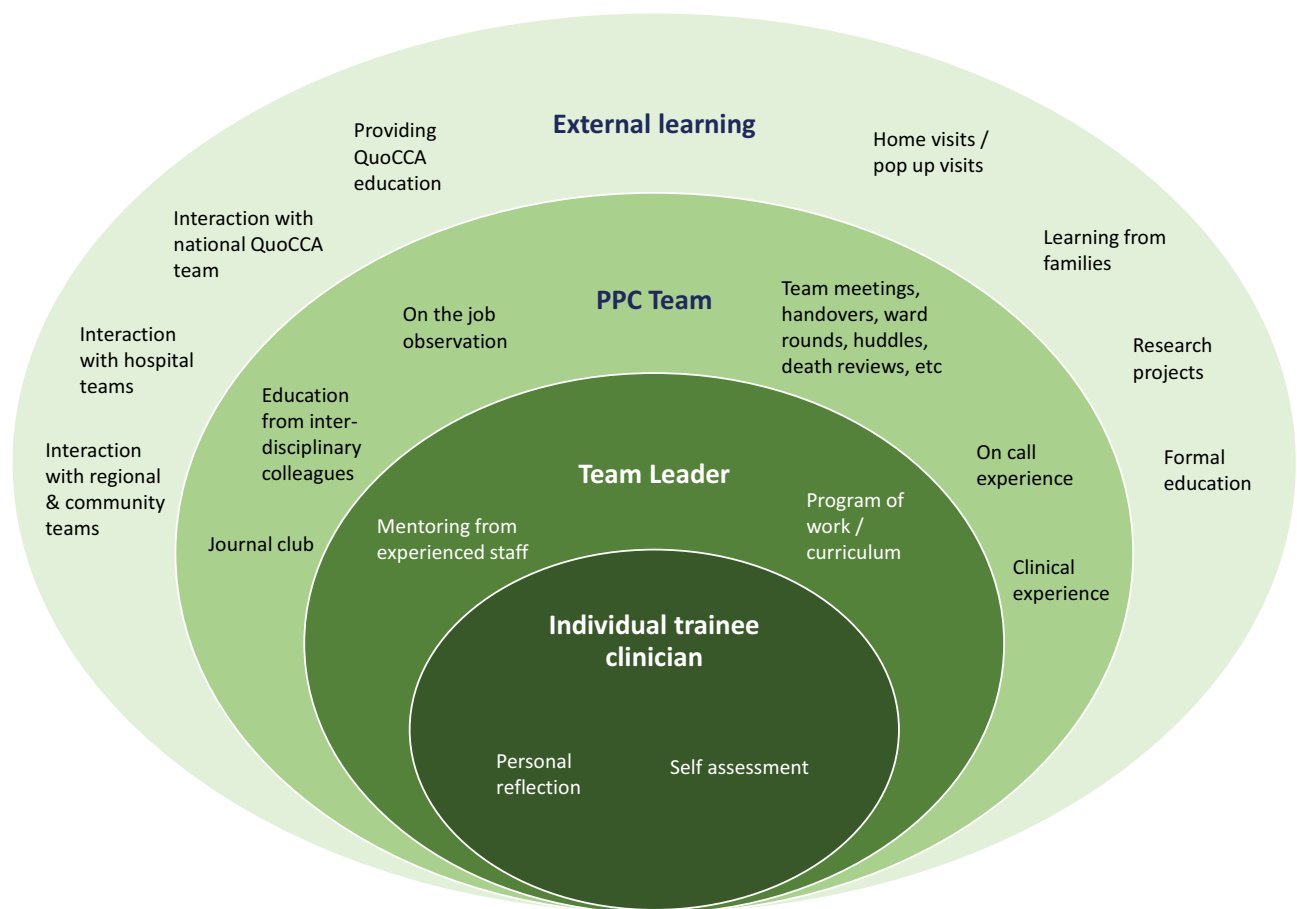 External learning
Providing
QuoCCA
education
Home visits /
pop up visits
Interaction with
national QuoCCA
team
Learning from
families
Interaction
with hospital
teams
Research
projects
Interaction
with regional
& community
teams
Formal
education
PPC Team
On the job
observation
Team meetings,
handovers, ward
rounds, huddles,
death reviews, etc
Education
from inter-
disciplinary
colleagues
On call
experience
Journal club
Clinical
experience
Team Leader
Mentoring from
experienced staff
Program of
work /
curriculum
Individual trainee
clinician
Personal
reflection
Self assessment